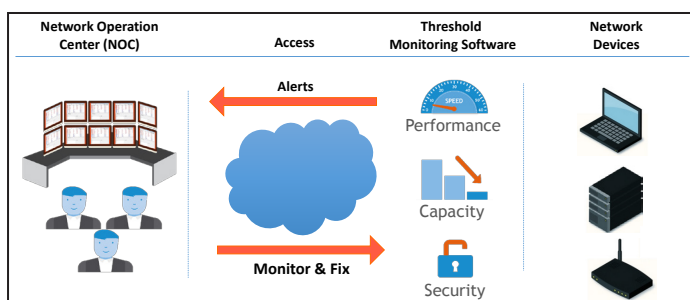 Network Operation
Center (NOC)
Access
Threshold
Monitoring Software
Network
Devices
Alerts
SPEED
Performance
Capacity
Monitor & Fix
Security